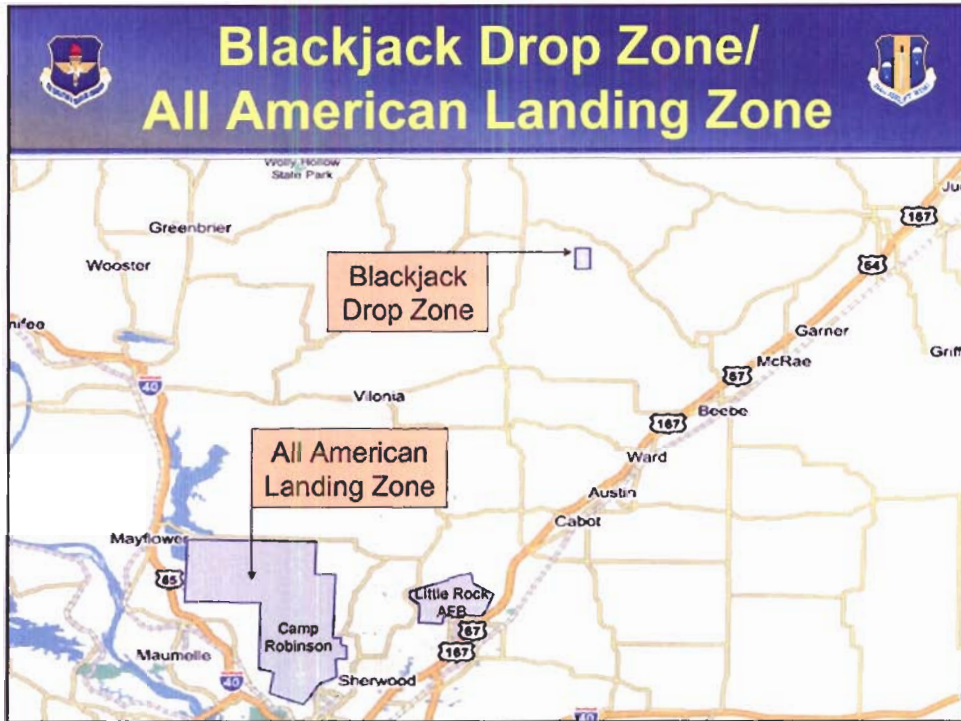 Blackjack Drop Zone/
All American Landing Zone
Wolly Hollow
State Park
Greenbrier
Wooster
Blackjack
Drop Zone
167
64
Garner
McRae
67
40
Vilonia
Beebe
167
Ward
All American
Landing Zone
Austin
Cabot
Mayflower
65
Little Rock
AFB
67
Camp
Robinson
167
Maumelle
40
Sherwood
40